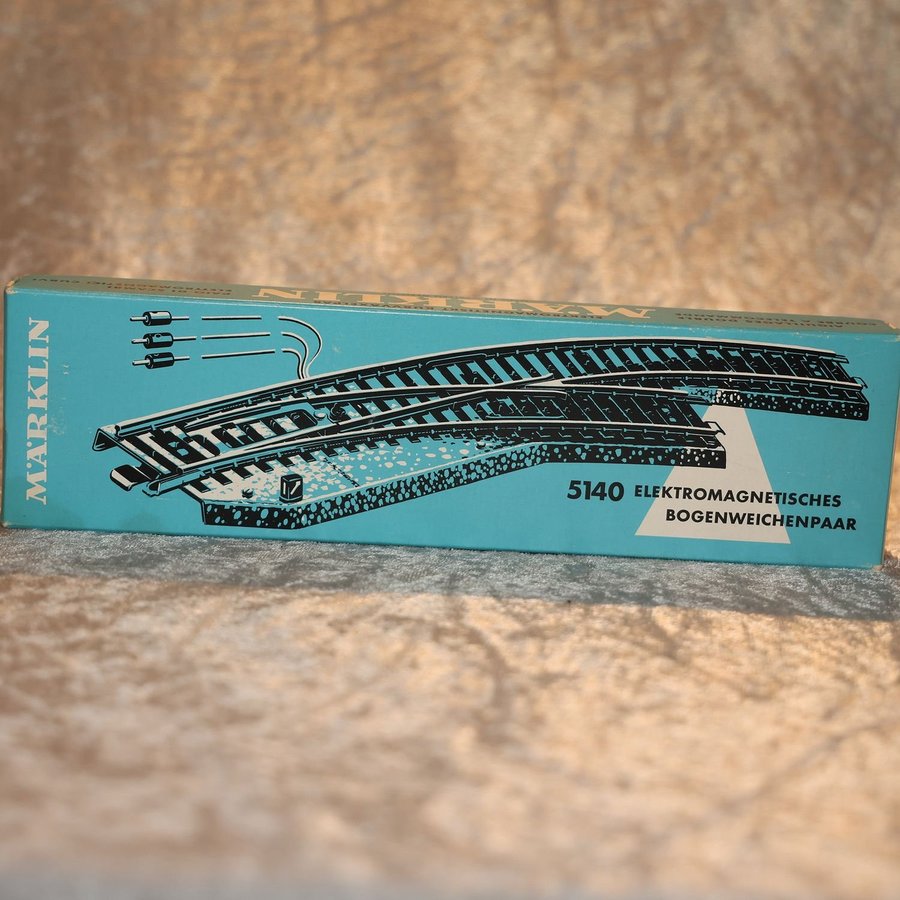 MÄRKLIN
MÄRKLIN
5140 ELEKTROMAGNETISCHES
BOGENWEICHENPAAR